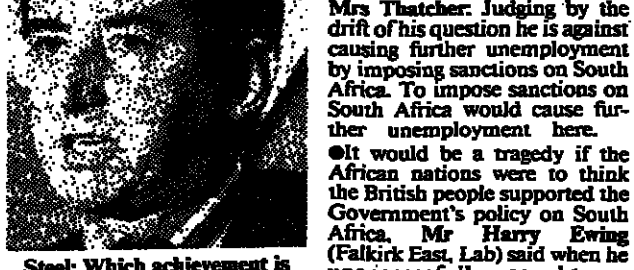 Steel: Which achievement is
Mrs Thatcher: Judging by the
drift of his question he is against
causing further unemployment
by imposing sanctions on South
Africa. To impose sanctions on
South Africa would cause fur-
ther unemployment here.
●It would be a tragedy if the
African nations were to think
the British people supported the
Government's policy on South
Africa, Mr Harry Ewing
(Falkirk East, Lab) said when he